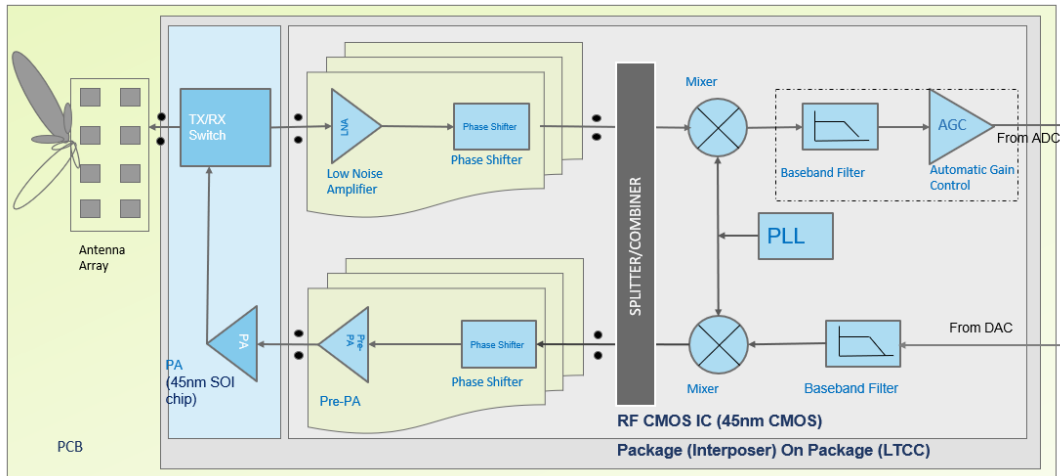 Mixer
TX/RX
Switch
LNA
Phase Shifter
AGC
From ADC
Low Noise
Amplifier
Phase Shifter
Baseband Filter
Automatic Gain
Control
SPLITTER/COMBINER
PLL
Antenna
Array
PA
Pre-
PA
Phase Shifter
From DAC
PA
(45nm SOI
chip)
Pre-PA
Phase Shifter
Mixer
Baseband Filter
RF CMOS IC (45nm CMOS)
PCB
Package (Interposer) On Package (LTCC)